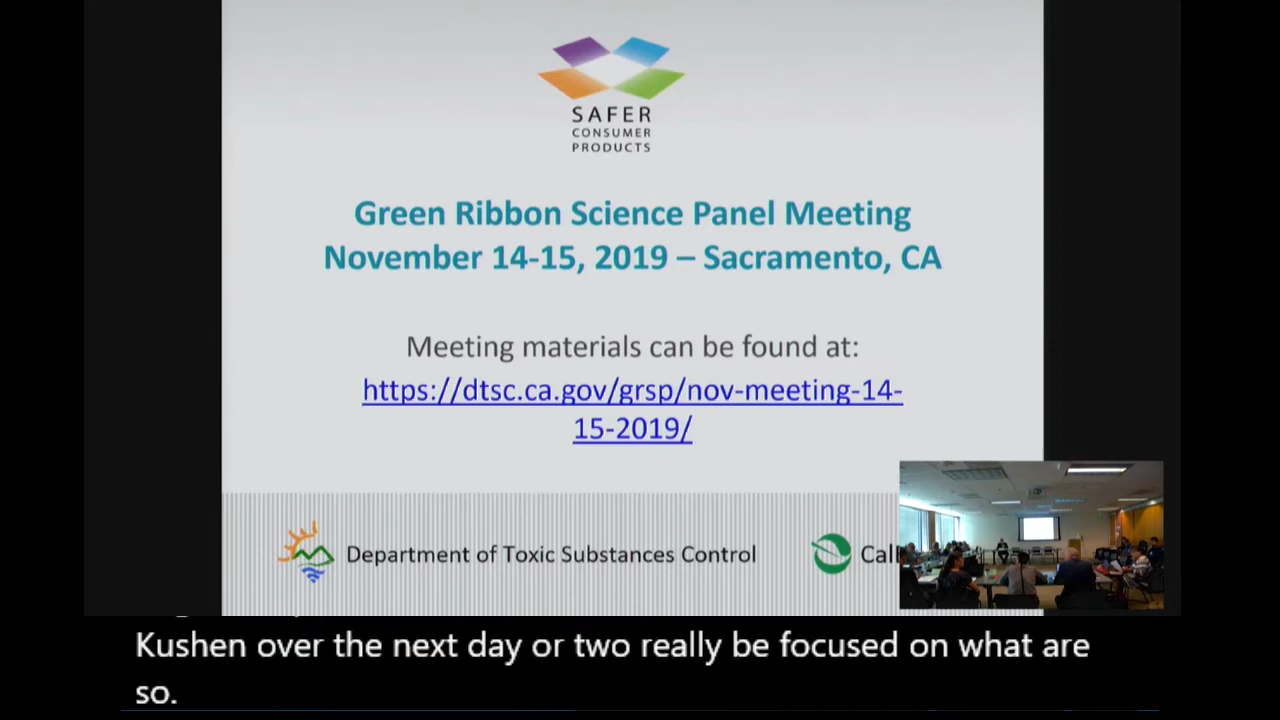 SAFER
CONSUMER
PRODUCTS
Green Ribbon Science Panel Meeting
November 14-15, 2019 – Sacramento, CA
Meeting materials can be found at:
https://dtsc.ca.gov/grsp/nov-meeting-14-
15-2019/
Department of Toxic Substances Control
Kushen over the next day or two really be focused on what are
so.